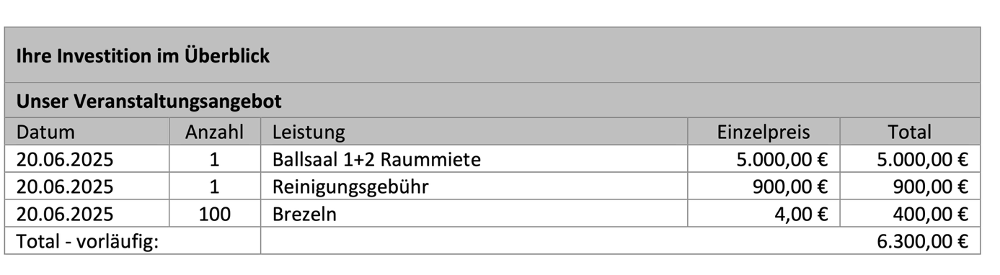 Ihre Investition im Überblick
Unser Veranstaltungsangebot
Datum Anzahl Leistung Einzelpreis Total
20.06.2025 1 Ballsaal 1+2 Raummiete 5.000,00 € 5.000,00 €
20.06.2025 1 Reinigungsgebühr 900,00 € 900,00 €
20.06.2025 100 Brezeln 4,00 € 400,00 €
Total - vorläufig: 6.300,00 €